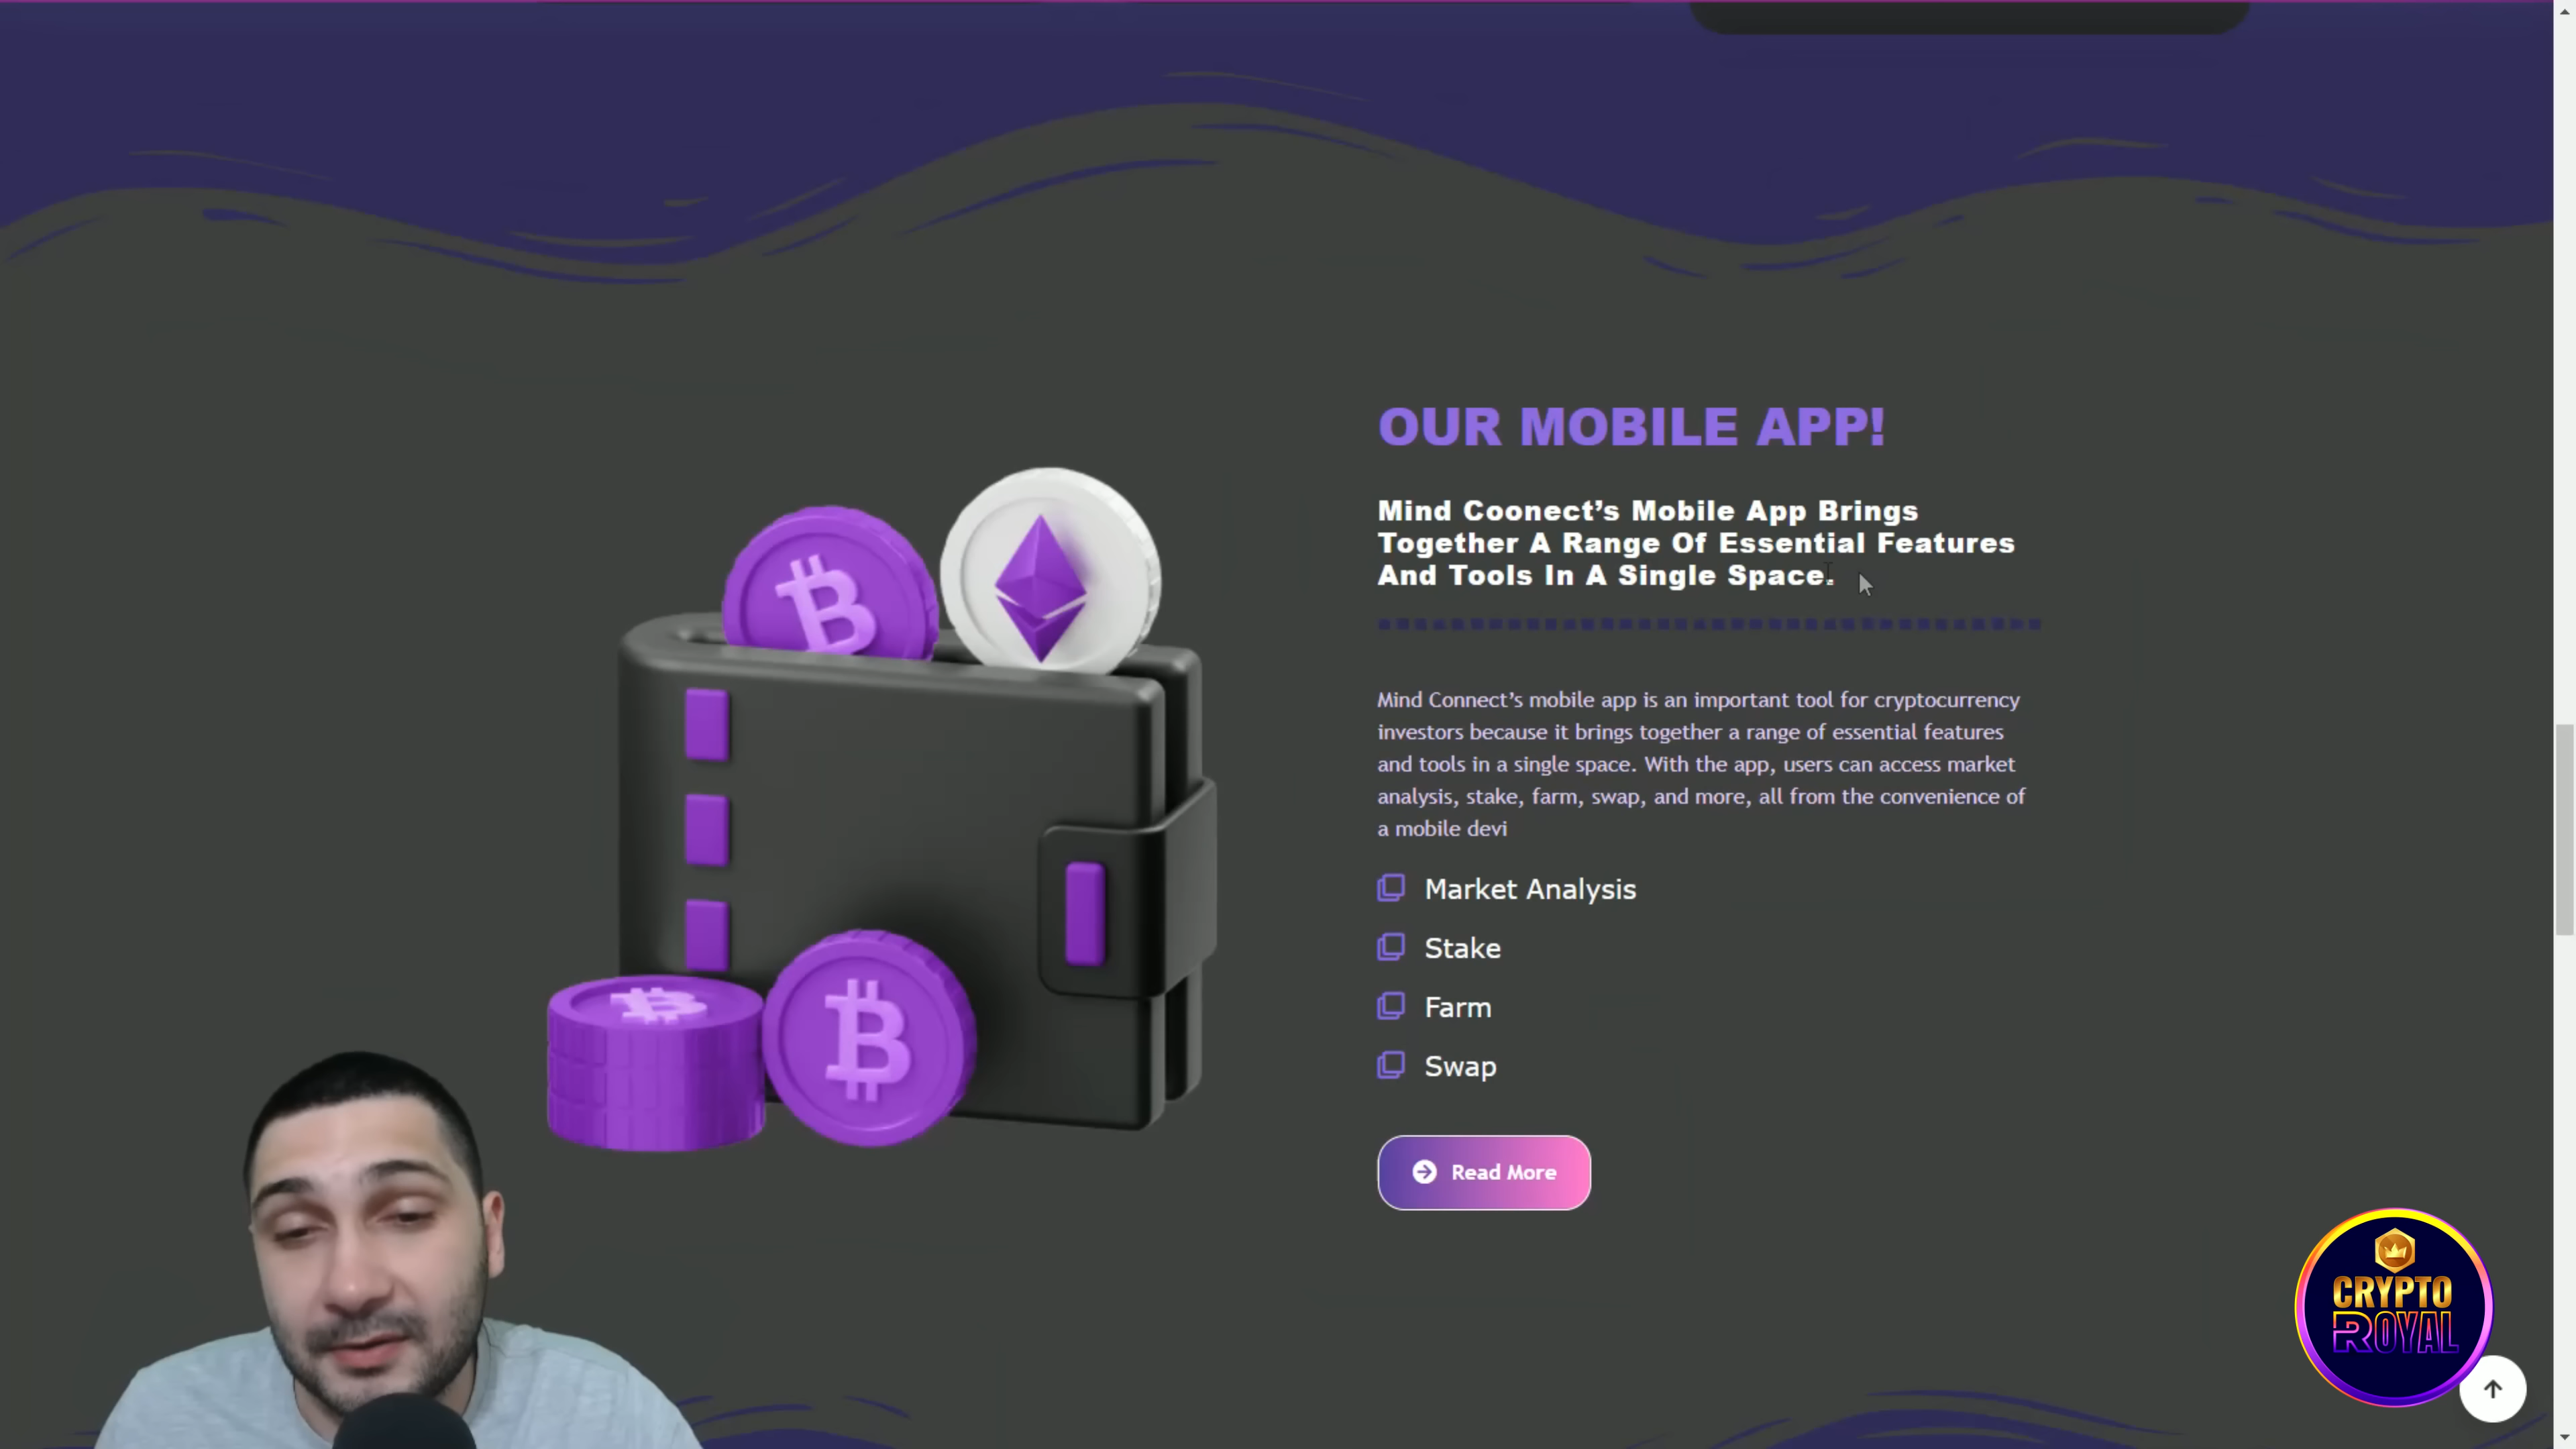 OUR MOBILE APP!
Mind Coonect’s Mobile App Brings
Together A Range Of Essential Features
And Tools In A Single Space.
Mind Connect’s mobile app is an important tool for cryptocurrency
investors because it brings together a range of essential features
and tools in a single space. With the app, users can access market
analysis, stake, farm, swap, and more, all from the convenience of
a mobile devi
Market Analysis
Stake
Farm
Swap
Read More
CRYPTO
ROYAL